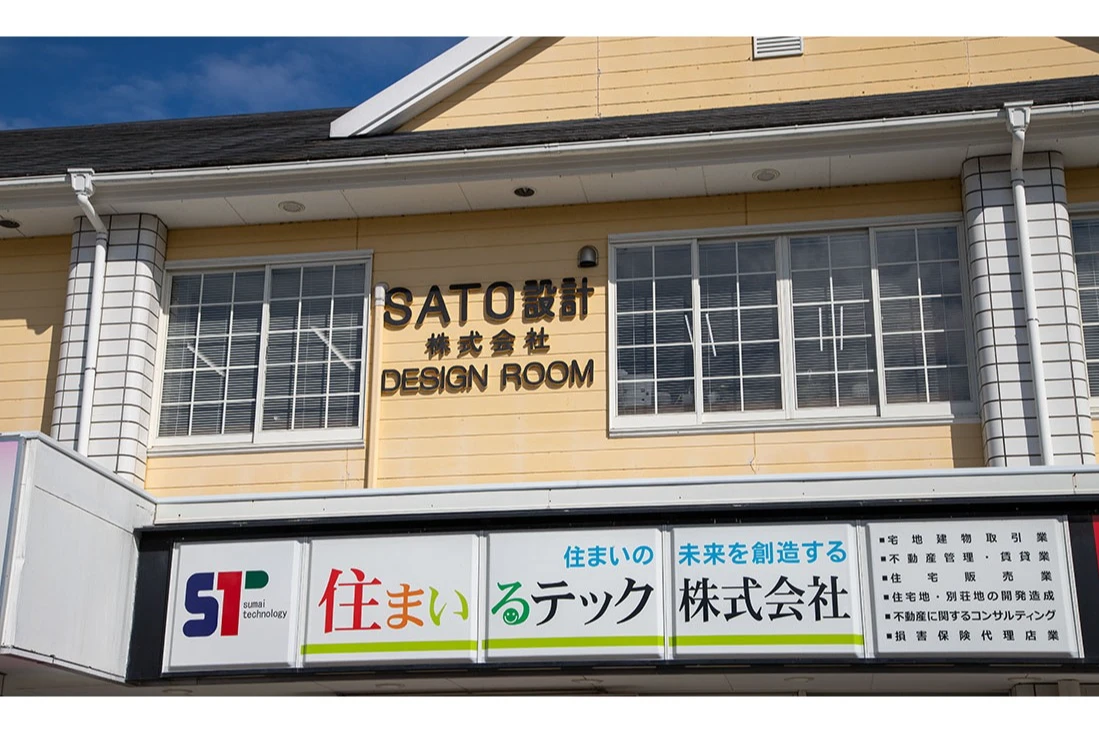 SATO設計
株式会社
DESIGN ROOM
ST
sumai
technology
住まいの未来を創造する
住まいるテック株式会社
■宅地建物取引業
■不動産管理・賃貸業
■住宅販売業
■住宅地・別荘地の開発造成
■不動産に関するコンサルティング
■損害保険代理店業